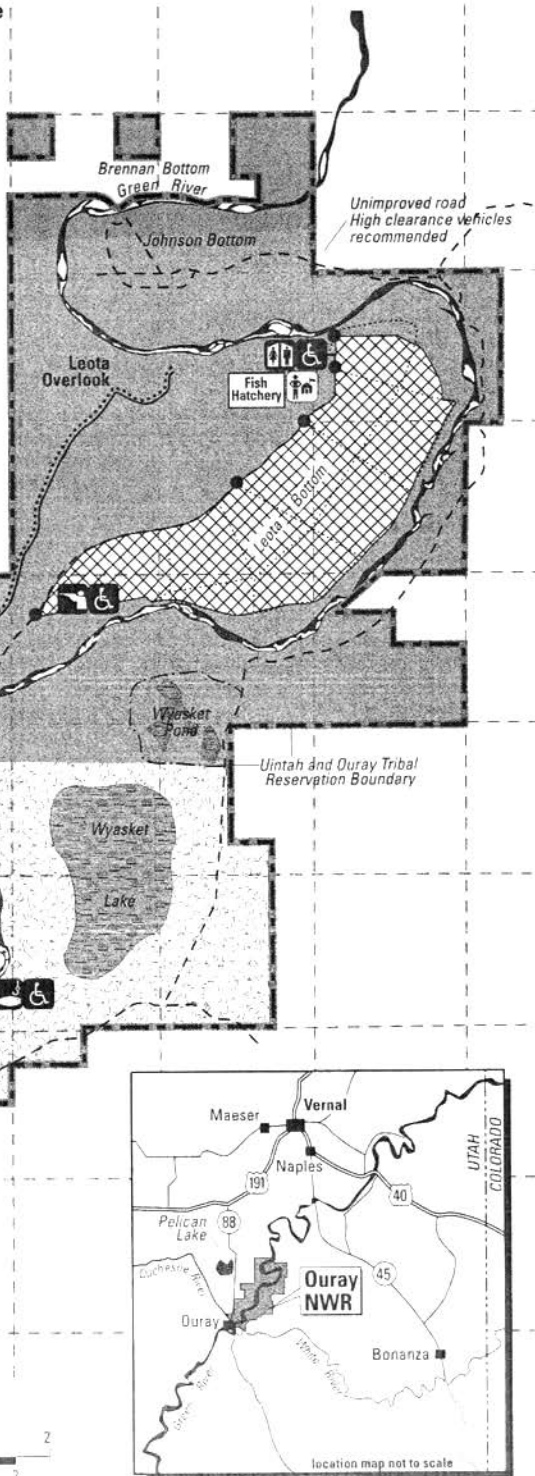 e
Brennan Bottom
Green River
Unimproved road
High clearance vehicles
recommended
Johnson Bottom
Leota
Overlook
Fish
Hatchery
Leota Bottom
Wyasket
Pond
Uintah and Ouray Tribal
Reservation Boundary
Wyasket
Lake
Maeser
Vernal
Naples
UTAH
COLORADO
191
40
Pelican
Lake
88
Duchesne River
45
Ouray
NWR
Ouray
White River
Bonanza
Green River
2
location map not to scale